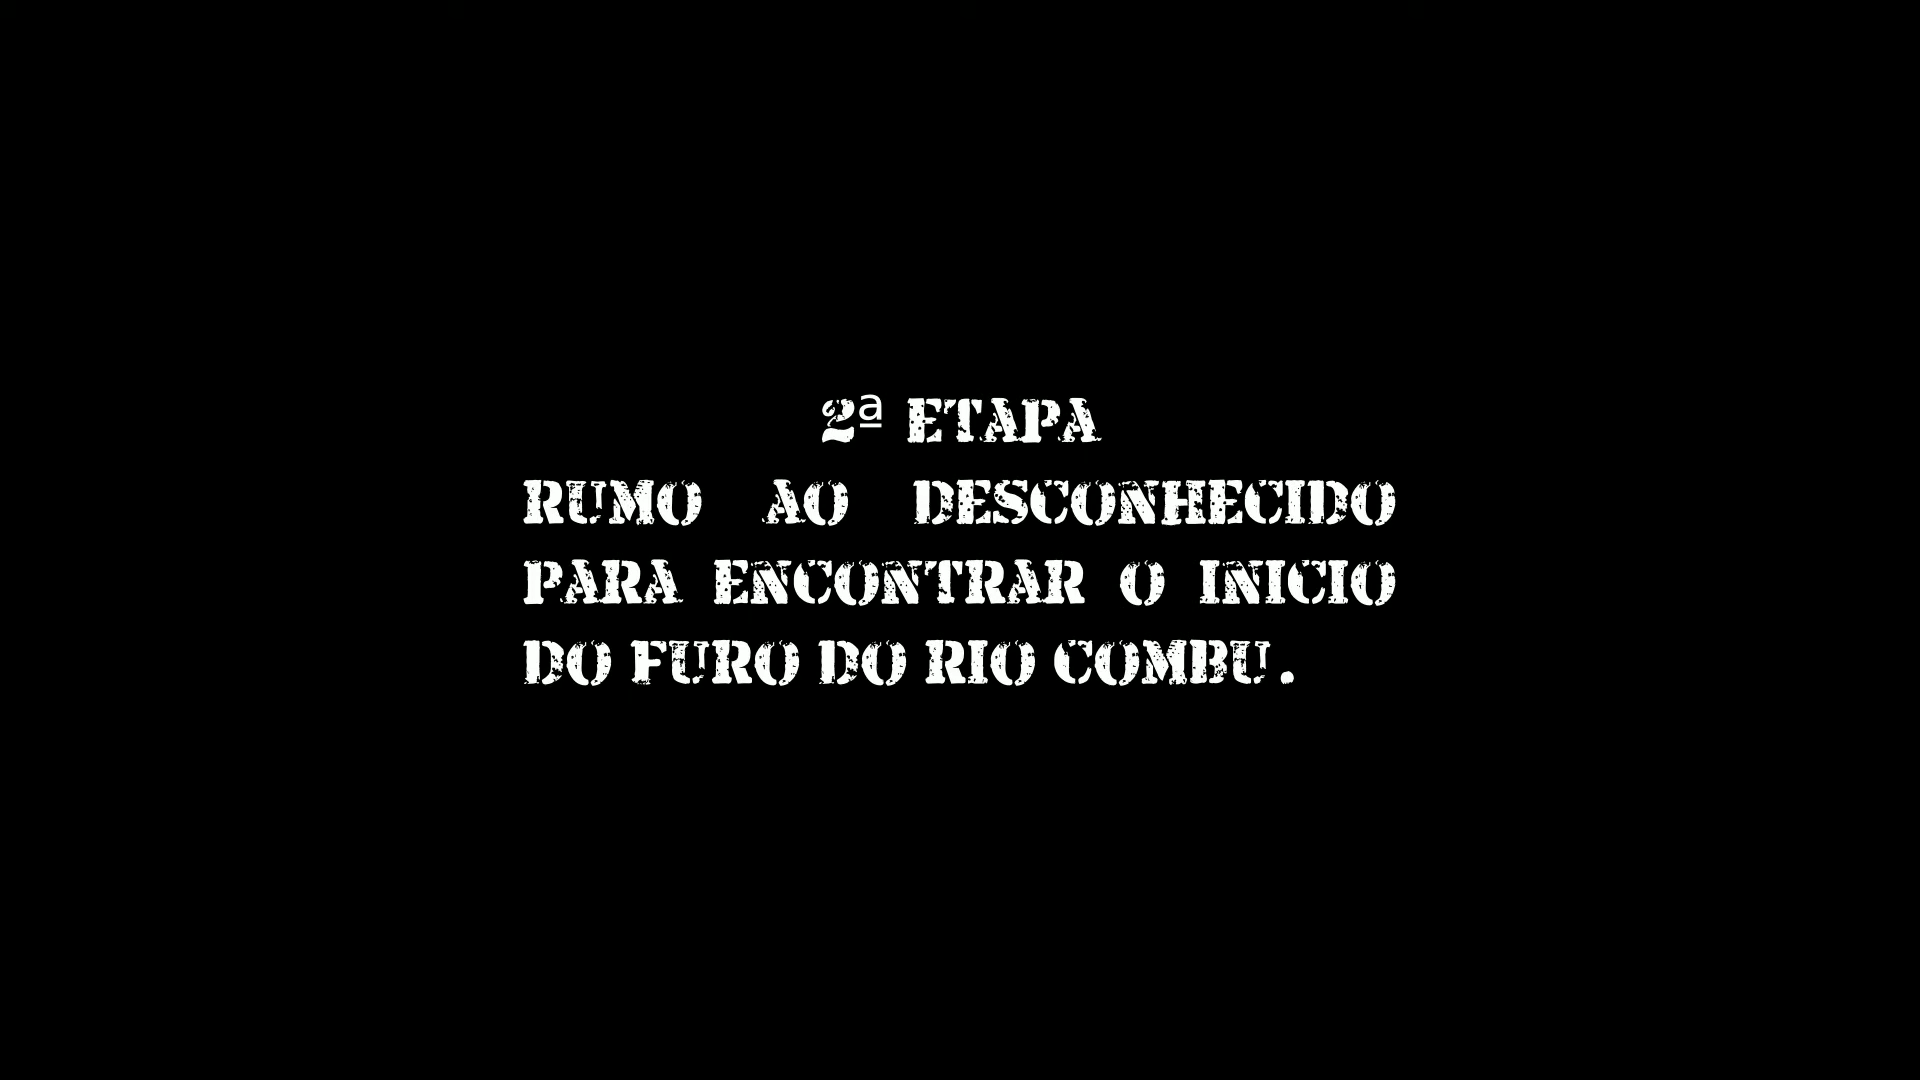 2ª ETAPA
RUMO AO DESCONHECIDO
PARA ENCONTRAR O INICIO
DO FURO DO RIO COMBU.